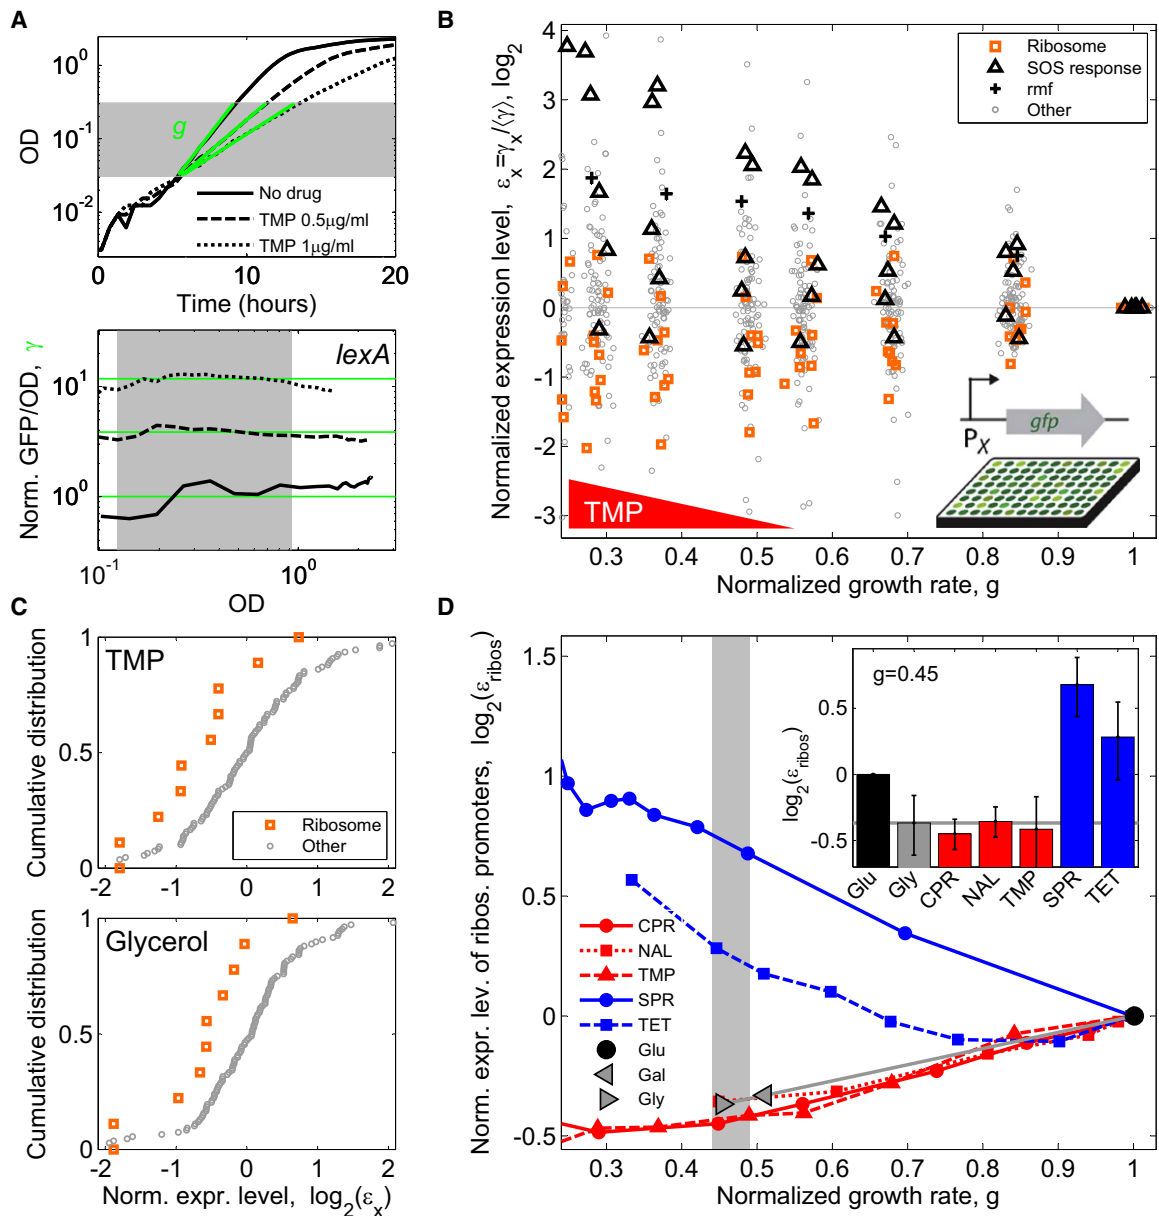 A
OD
10^0
10^-1
10^-2
g
No drug
TMP 0.5μg/ml
TMP 1μg/ml
0 10 20
Time (hours)
Norm. GFP/OD, γ
lexA
10^1
10^0
10^-1 10^0
OD
B
Normalized expression level, ε_x=γ_x/⟨γ⟩, log_2
4
3
2
1
0
-1
-2
-3
Ribosome
SOS response
rmf
Other
P_X
gfp
TMP
0.3 0.4 0.5 0.6 0.7 0.8 0.9 1
Normalized growth rate, g
C
Cumulative distribution
TMP
1
0.5
0
Ribosome
Other
-2 -1 0 1 2
Cumulative distribution
Glycerol
1
0.5
0
-2 -1 0 1 2
Norm. expr. level, log_2(ε_x)
D
Norm. expr. lev. of ribos. promoters, log_2(ε_ribos)
1.5
1
0.5
0
-0.5
g=0.45
log_2(ε_ribos)
0.5
0
-0.5
Glu Gly CPR NAL TMP SPR TET
CPR
NAL
TMP
SPR
TET
Glu
Gal
Gly
0.3 0.4 0.5 0.6 0.7 0.8 0.9 1
Normalized growth rate, g